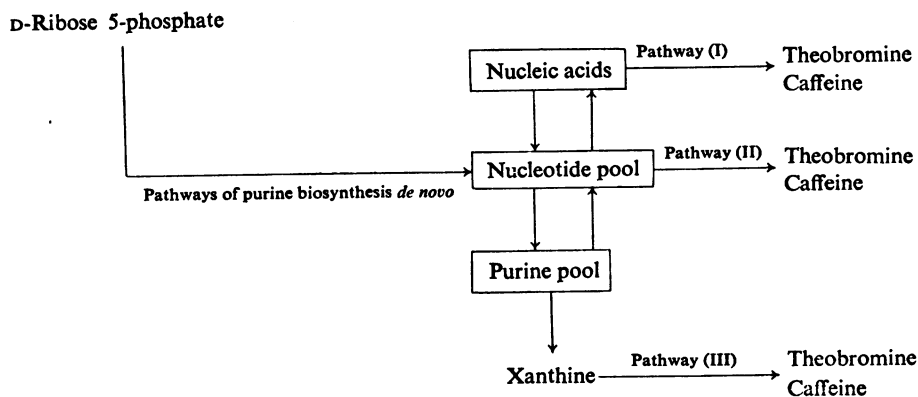 D-Ribose 5-phosphate
Nucleic acids
Pathway (I)
Theobromine
Caffeine
Pathways of purine biosynthesis de novo
Nucleotide pool
Pathway (II)
Theobromine
Caffeine
Purine pool
Xanthine
Pathway (III)
Theobromine
Caffeine